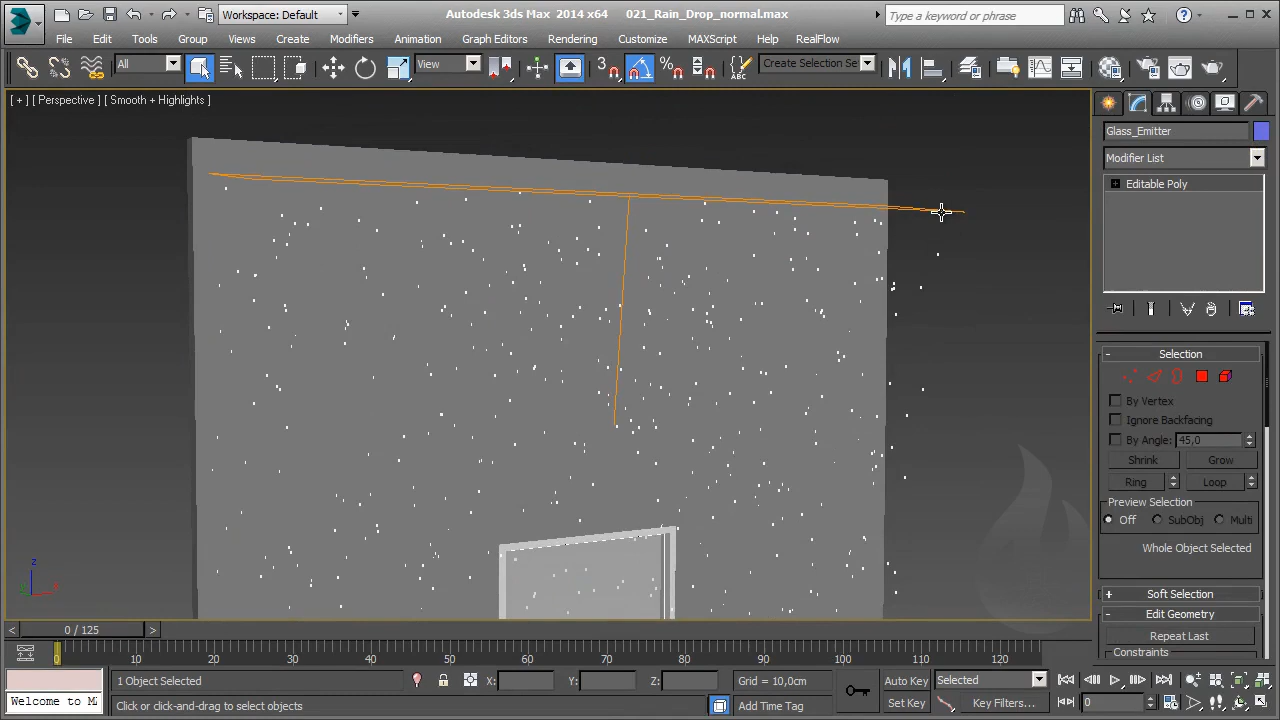 Workspace: Default
Autodesk 3ds Max 2014 x64 021_Rain_Drop_normal.max
Type a keyword or phrase
File Edit Tools Group Views Create Modifiers Animation Graph Editors Rendering Customize MAXScript Help RealFlow
All View 3 % ABC Create Selection Se
[ + ] [ Perspective ] [ Smooth + Highlights ]
Glass_Emitter
Modifier List
Editable Poly
Selection
By Vertex
Ignore Backfacing
By Angle: 45,0
Shrink Grow
Ring Loop
Preview Selection
Off SubObj Multi
Whole Object Selected
Soft Selection
Edit Geometry
Repeat Last
Constraints
z
0 / 125
0 10 20 30 40 50 60 70 80 90 100 110 120
1 Object Selected X: Y: Z: Grid = 10,0cm Auto Key Selected
Welcome to M Click or click-and-drag to select objects Add Time Tag Set Key Key Filters... 0